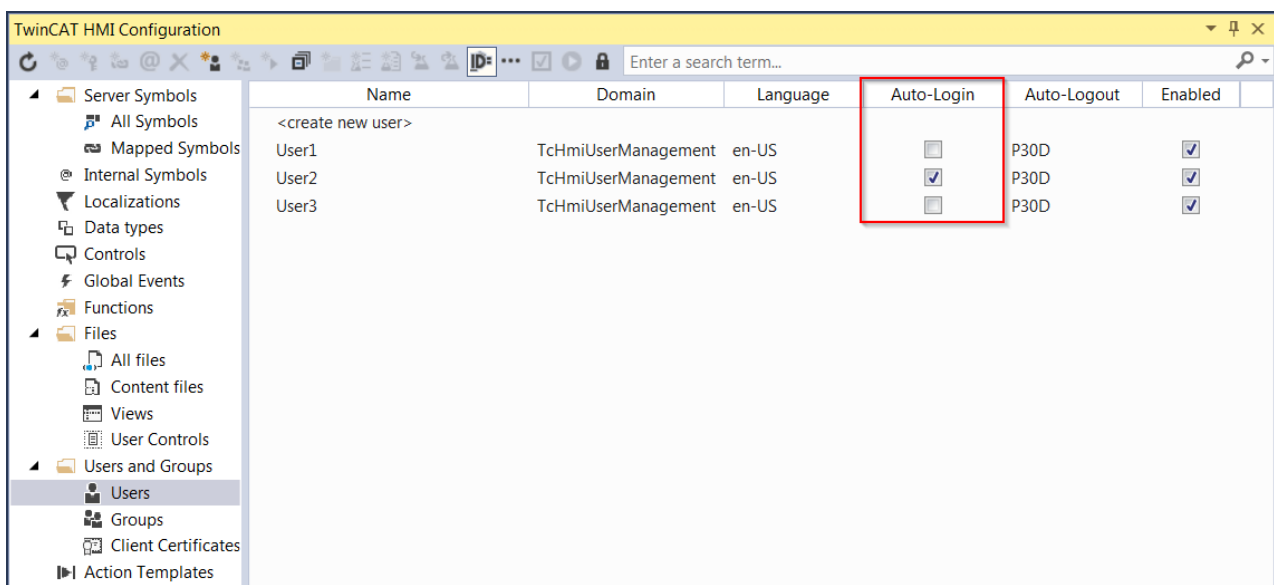 TwinCAT HMI Configuration
Enter a search term...
Server Symbols
All Symbols
Mapped Symbols
Internal Symbols
Localizations
Data types
Controls
Global Events
Functions
Files
All files
Content files
Views
User Controls
Users and Groups
Users
Groups
Client Certificates
Action Templates
Name Domain Language Auto-Login Auto-Logout Enabled
<create new user>
User1 TcHmiUserManagement en-US P30D
User2 TcHmiUserManagement en-US P30D
User3 TcHmiUserManagement en-US P30D